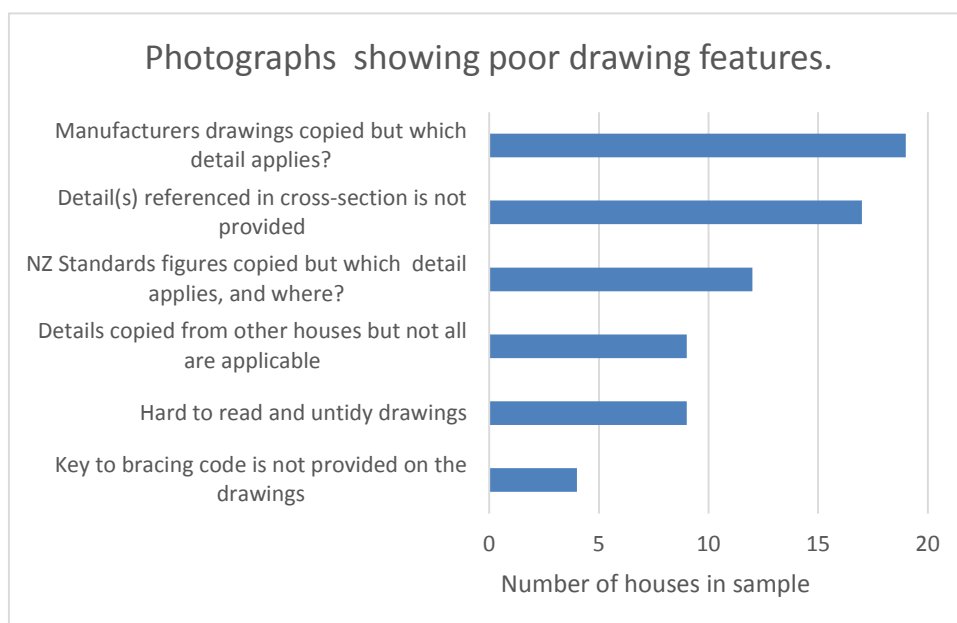 Photographs  showing poor drawing features.
Manufacturers drawings copied but which
detail applies?
Detail(s) referenced in cross-section is not
provided
NZ Standards figures copied but which  detail
applies, and where?
Details copied from other houses but not all
are applicable
Hard to read and untidy drawings
Key to bracing code is not provided on the
drawings
0 5 10 15 20
Number of houses in sample